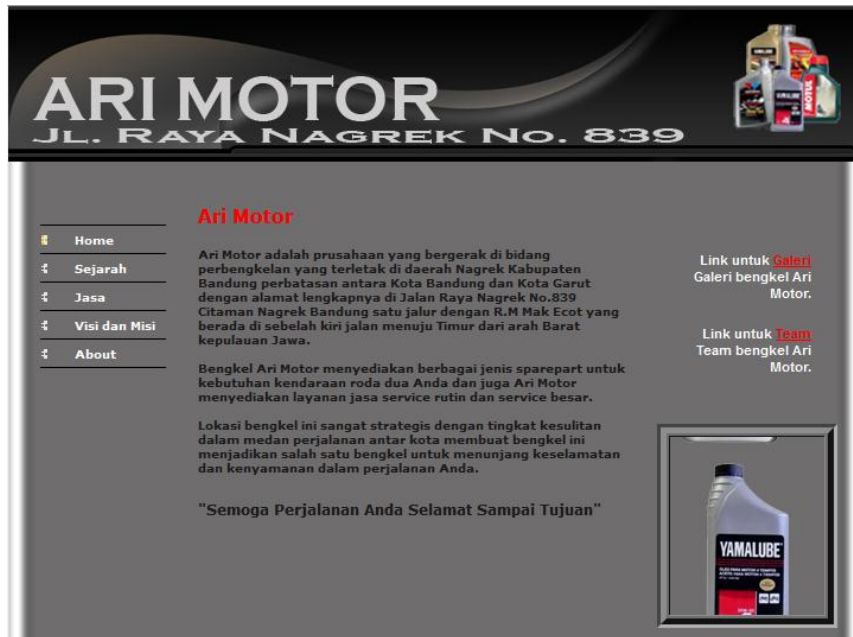 ARI MOTOR
JL. RAYA NAGREK NO. 839
YAMALUBE
MOTUL
Home
Sejarah
Jasa
Visi dan Misi
About
Ari Motor
Ari Motor adalah prusahaan yang bergerak di bidang
perbengkelan yang terletak di daerah Nagrek Kabupaten
Bandung perbatasan antara Kota Bandung dan Kota Garut
dengan alamat lengkapnya di Jalan Raya Nagrek No.839
Citaman Nagrek Bandung satu jalur dengan R.M Mak Ecot yang
berada di sebelah kiri jalan menuju Timur dari arah Barat
kepulauan Jawa.
Bengkel Ari Motor menyediakan berbagai jenis sparepart untuk
kebutuhan kendaraan roda dua Anda dan juga Ari Motor
menyediakan layanan jasa service rutin dan service besar.
Lokasi bengkel ini sangat strategis dengan tingkat kesulitan
dalam medan perjalanan antar kota membuat bengkel ini
menjadikan salah satu bengkel untuk menunjang keselamatan
dan kenyamanan dalam perjalanan Anda.
"Semoga Perjalanan Anda Selamat Sampai Tujuan"
Link untuk Galeri
Galeri bengkel Ari
Motor.
Link untuk Team
Team bengkel Ari
Motor.
YAMALUBE